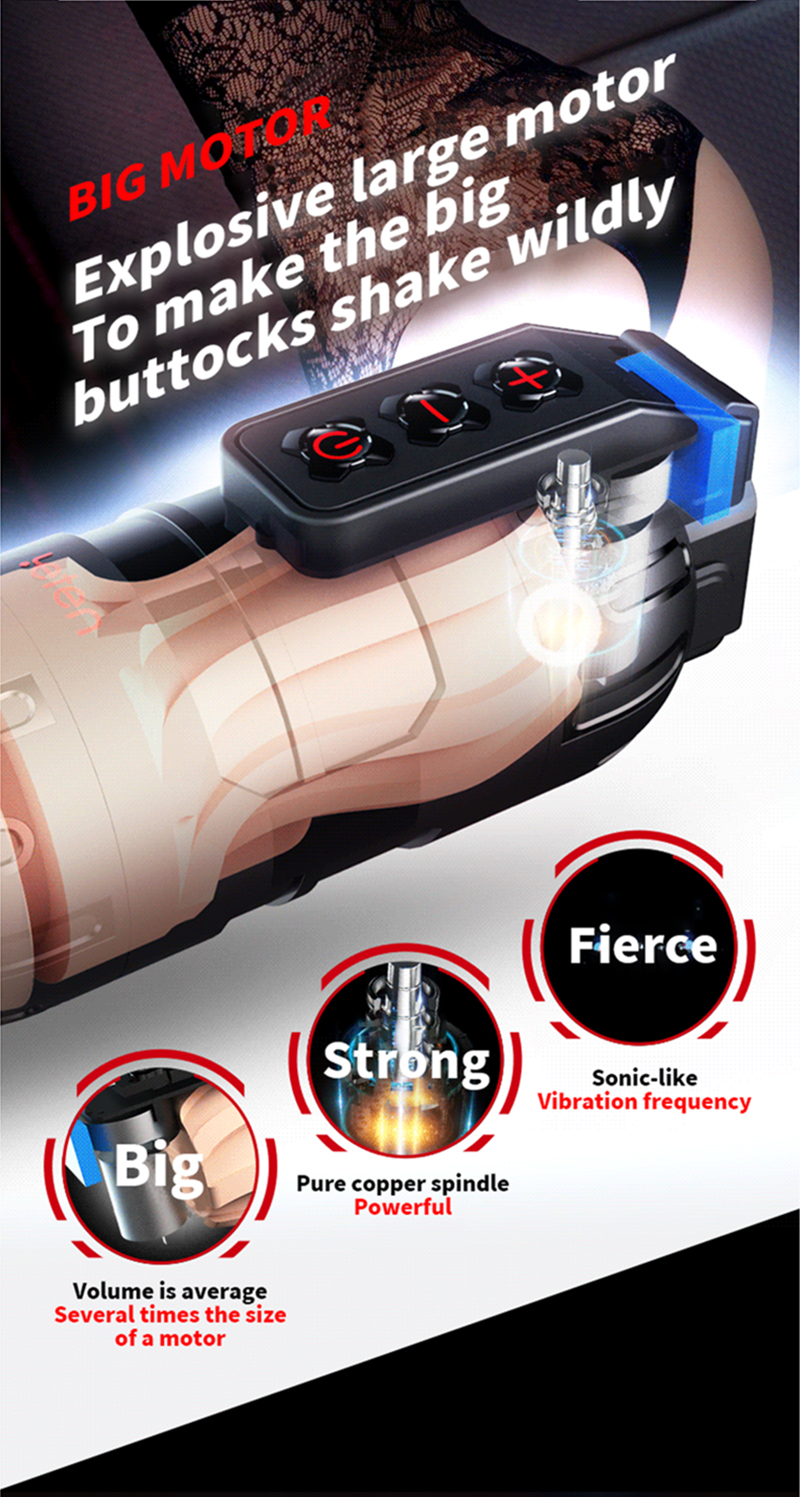 BIG MOTOR
Explosive large motor
To make the big
buttocks shake wildly
Fierce
Sonic-like
Vibration frequency
Strong
Pure copper spindle
Powerful
Big
Volume is average
Several times the size
of a motor